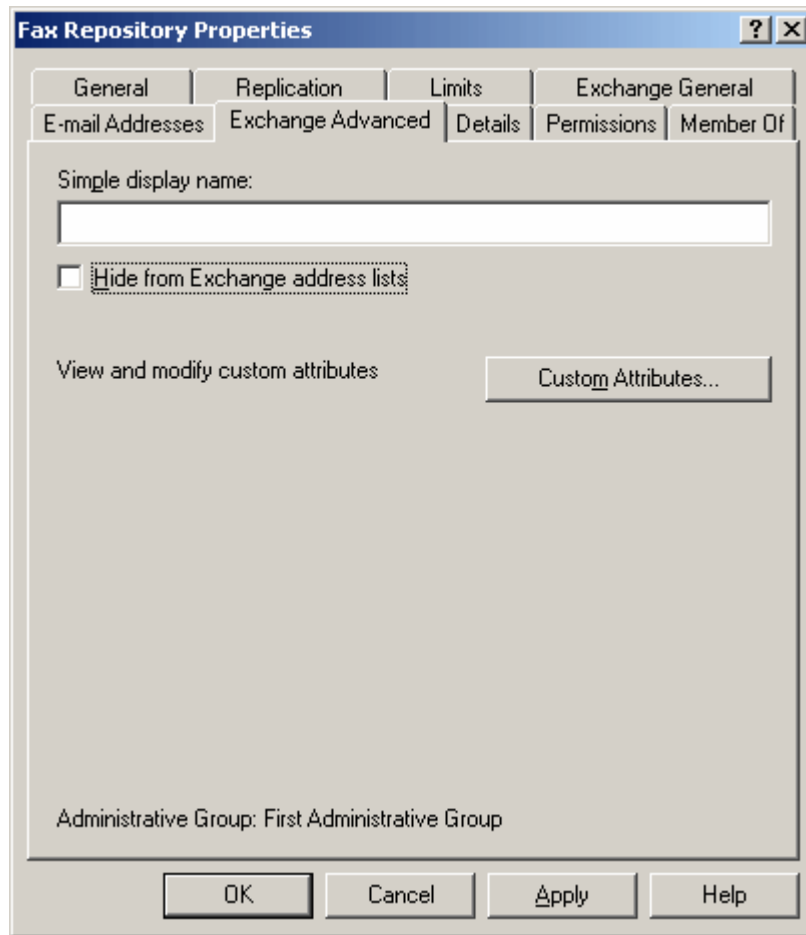 Fax Repository Properties
General Replication Limits Exchange General
E-mail Addresses Exchange Advanced Details Permissions Member Of
Simple display name:
Hide from Exchange address lists
View and modify custom attributes Custom Attributes...
Administrative Group: First Administrative Group
OK Cancel Apply Help